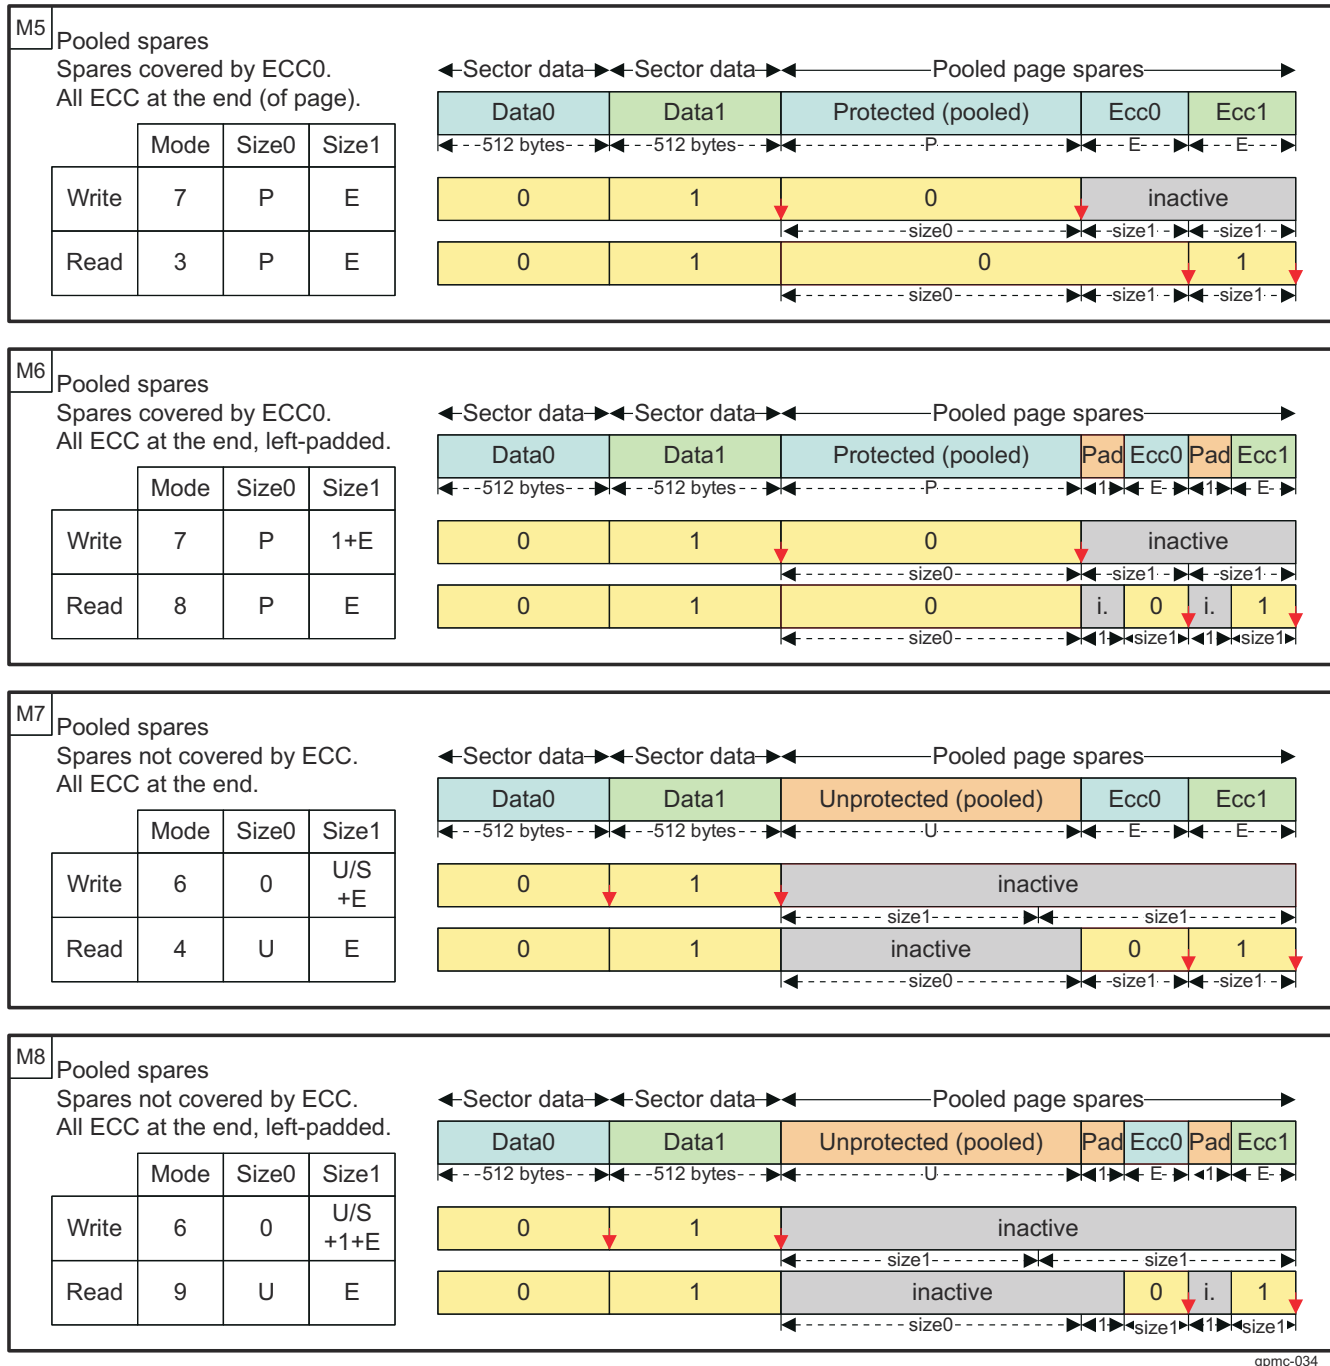 M5
Pooled spares
Spares covered by ECC0.
All ECC at the end (of page).
Mode Size0 Size1
Write 7 P E
Read 3 P E
Sector data Sector data Pooled page spares
Data0 Data1 Protected (pooled) Ecc0 Ecc1
512 bytes 512 bytes P E E
0 1 0 inactive
size0 size1 size1
0 1 0 1
size0 size1 size1
M6
Pooled spares
Spares covered by ECC0.
All ECC at the end, left-padded.
Mode Size0 Size1
Write 7 P 1+E
Read 8 P E
Sector data Sector data Pooled page spares
Data0 Data1 Protected (pooled) Pad Ecc0 Pad Ecc1
512 bytes 512 bytes P 1 E 1 E
0 1 0 inactive
size0 size1 size1
0 1 0 i. 0 i. 1
size0 1 size1 1 size1
M7
Pooled spares
Spares not covered by ECC.
All ECC at the end.
Mode Size0 Size1
Write 6 0 U/S
+E
Read 4 U E
Sector data Sector data Pooled page spares
Data0 Data1 Unprotected (pooled) Ecc0 Ecc1
512 bytes 512 bytes U E E
0 1 inactive
size1 size1
0 1 inactive 0 1
size0 size1 size1
M8
Pooled spares
Spares not covered by ECC.
All ECC at the end, left-padded.
Mode Size0 Size1
Write 6 0 U/S
+1+E
Read 9 U E
Sector data Sector data Pooled page spares
Data0 Data1 Unprotected (pooled) Pad Ecc0 Pad Ecc1
512 bytes 512 bytes U 1 E 1 E
0 1 inactive
size1 size1
0 1 inactive 0 i. 1
size0 1 size1 1 size1
gpmc-034